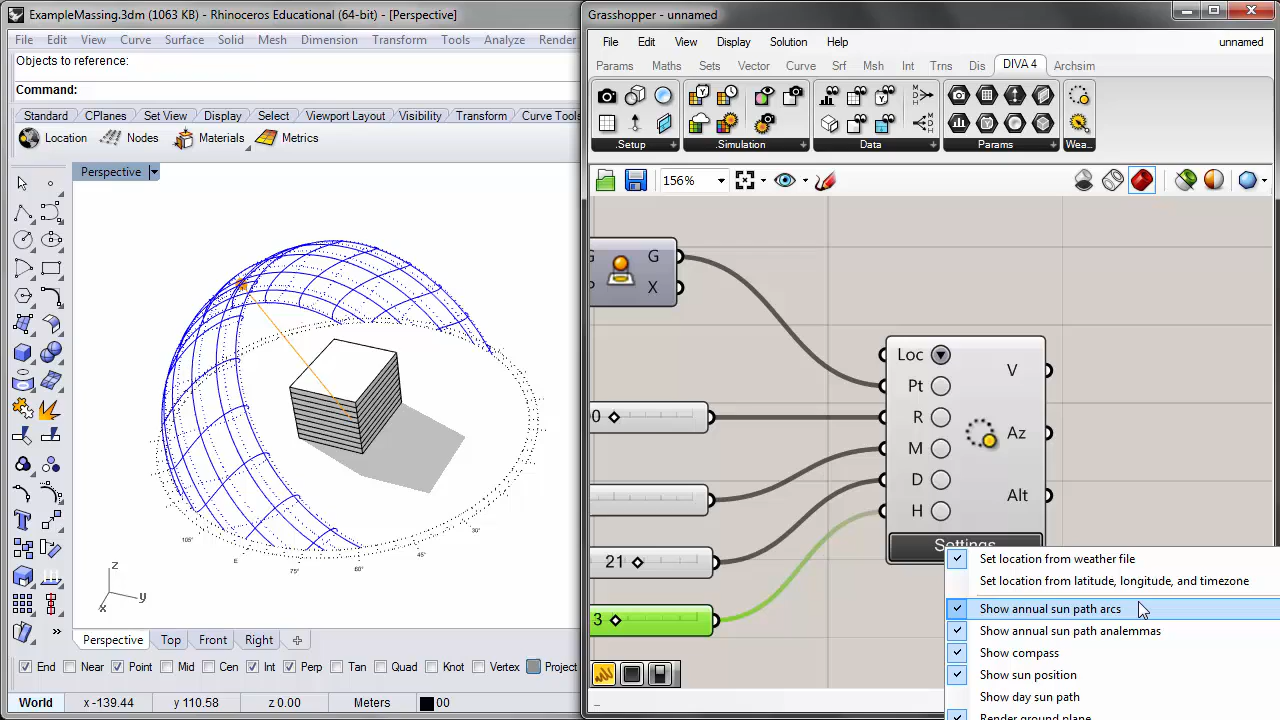 ExampleMassing.3dm (1063 KB) - Rhinoceros Educational (64-bit) - [Perspective]
File Edit View Curve Surface Solid Mesh Dimension Transform Tools Analyze Render
Objects to reference:
Command:
Standard CPlanes Set View Display Select Viewport Layout Visibility Transform Curve Tools
Location Nodes Materials Metrics
Perspective
105°
E
75°
60°
45°
30°
z
y
x
Perspective Top Front Right
End Near Point Mid Cen Int Perp Tan Quad Knot Vertex Project
World x -139.44 y 110.58 z 0.00 Meters 00
Grasshopper - unnamed
File Edit View Display Solution Help unnamed
Params Maths Sets Vector Curve Srf Msh Int Trns Dis DIVA 4 Archsim
.Setup .Simulation Data Params Wea..
156%
G G
P X
0
21
3
Loc V
Pt
R Az
M
D Alt
H
Settings
Set location from weather file
Set location from latitude, longitude, and timezone
Show annual sun path arcs
Show annual sun path analemmas
Show compass
Show sun position
Show day sun path
Render ground plane